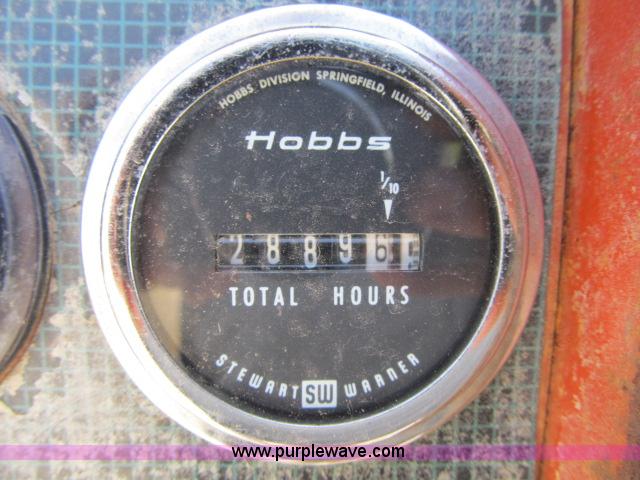 HOBBS DIVISION SPRINGFIELD, ILLINOIS
Hobbs
1/10
28896
TOTAL HOURS
STEWART SW WARNER
www.purplewave.com